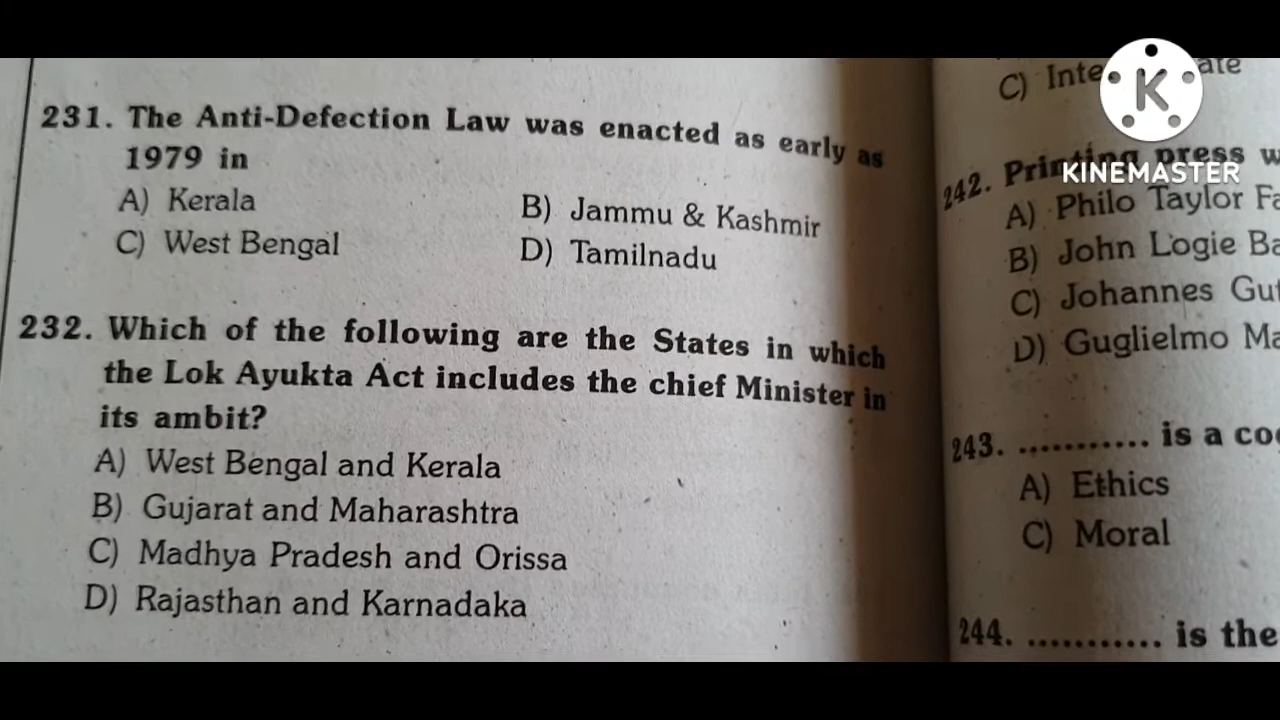 231. The Anti-Defection Law was enacted as early as
1979 in
A) Kerala
B) Jammu & Kashmir
C) West Bengal
D) Tamilnadu
232. Which of the following are the States in which
the Lok Ayukta Act includes the chief Minister in
its ambit?
A) West Bengal and Kerala
B) Gujarat and Maharashtra
C) Madhya Pradesh and Orissa
D) Rajasthan and Karnadaka
C)
K
KINEMASTER
242. Printing press
A) Philo Taylor
B) John Logie
C) Johannes
D) Guglielmo
243. ........... is a
A) Ethics
C) Moral
244. ........... is the